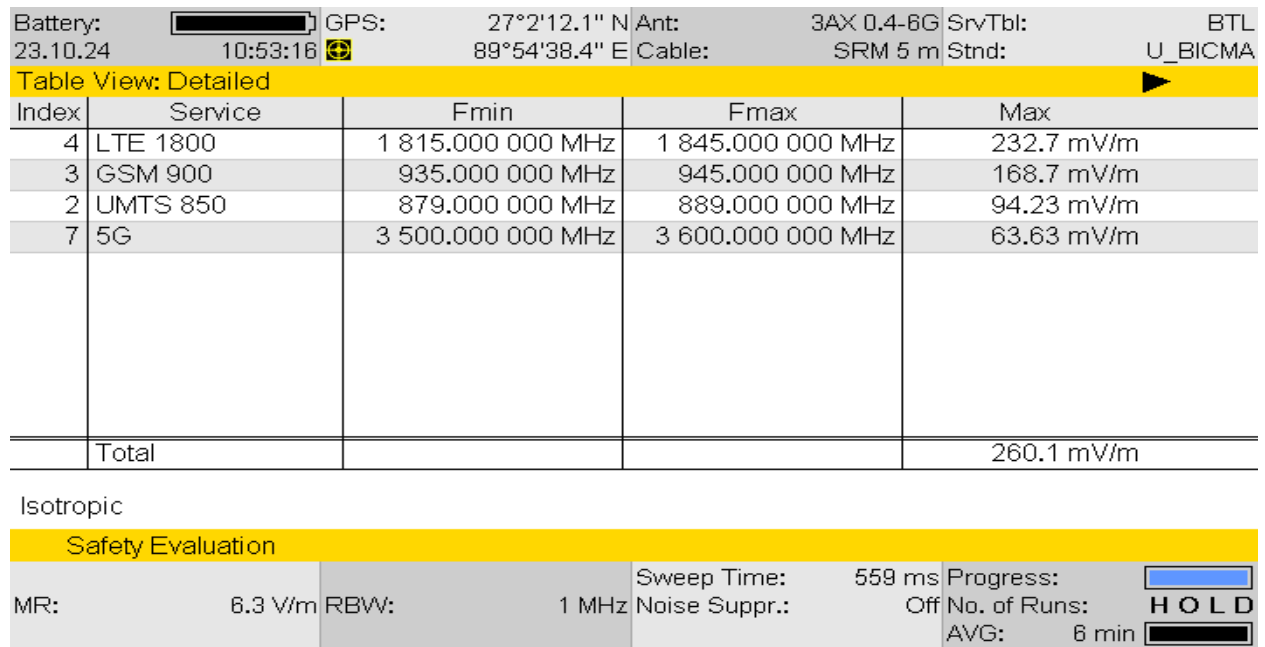 Battery: GPS: 27°2'12.1" N Ant: 3AX 0.4-6G SrvTbl: BTL
23.10.24 10:53:16 89°54'38.4" E Cable: SRM 5 m Stnd: U_BICMA
Table View: Detailed
Index Service Fmin Fmax Max
4 LTE 1800 1 815.000 000 MHz 1 845.000 000 MHz 232.7 mV/m
3 GSM 900 935.000 000 MHz 945.000 000 MHz 168.7 mV/m
2 UMTS 850 879.000 000 MHz 889.000 000 MHz 94.23 mV/m
7 5G 3 500.000 000 MHz 3 600.000 000 MHz 63.63 mV/m
Total 260.1 mV/m
Isotropic
Safety Evaluation
Sweep Time: 559 ms Progress:
MR: 6.3 V/m RBW: 1 MHz Noise Suppr.: Off No. of Runs: HOLD
AVG: 6 min